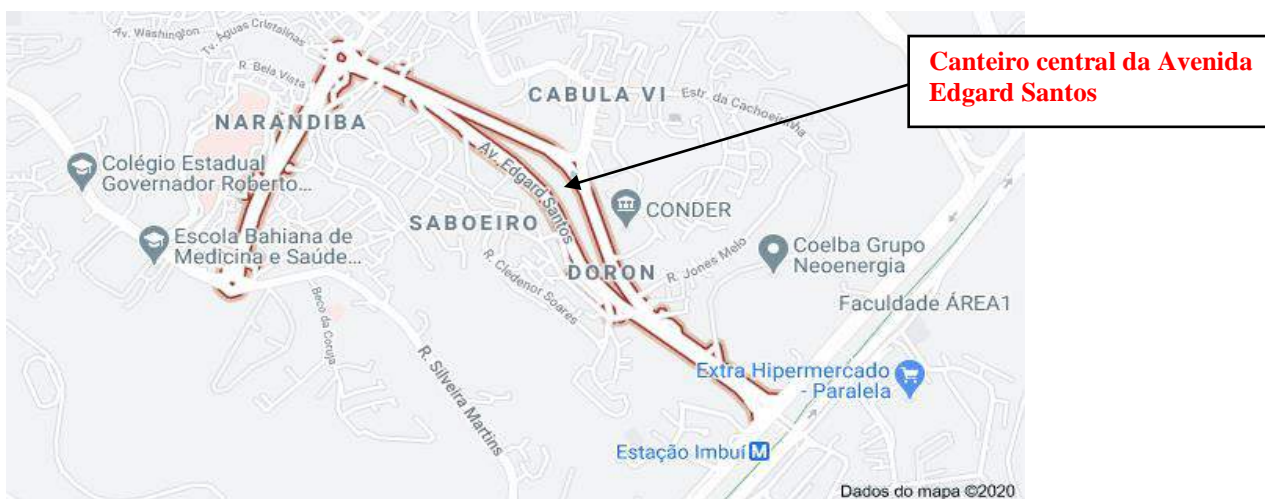 Canteiro central da Avenida
Edgard Santos
Av. Washington
Tv. Águas Cristalinas
R. Bela Vista
CABULA VI
Estr. da Cachoeirinha
NARANDIBA
Colégio Estadual
Governador Roberto...
Av. Edgard Santos
CONDER
SABOEIRO
Escola Bahiana de
Medicina e Saúde...
Coelba Grupo
Neoenergia
R. Jones Melo
DORON
R. Cledenor Soares
Beco da Coruja
Faculdade ÁREA1
R. Silveira Martins
Extra Hipermercado
- Paralela
Estação Imbuí M
Dados do mapa ©2020